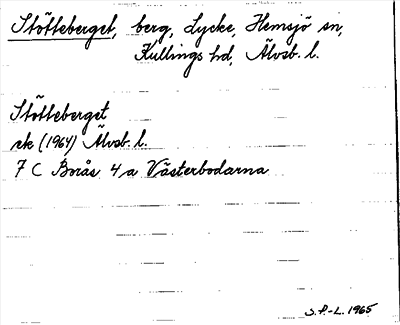 Stötteberget, berg, Lycke, Hemsjö sn,
Kullings hd, Älvsb. l.
Stötteberget
ek (1964) Älvsb. l.
7 C Borås 4 a Västerbodarna
S.P.-L. 1965